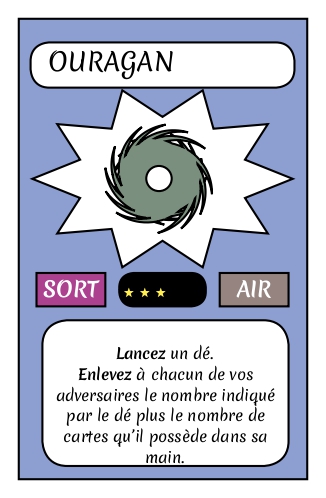 OURAGAN
SORT
AIR
Lancez un dé.
Enlevez à chacun de vos
adversaires le nombre indiqué
par le dé plus le nombre de
cartes qu'il possède dans sa
main.